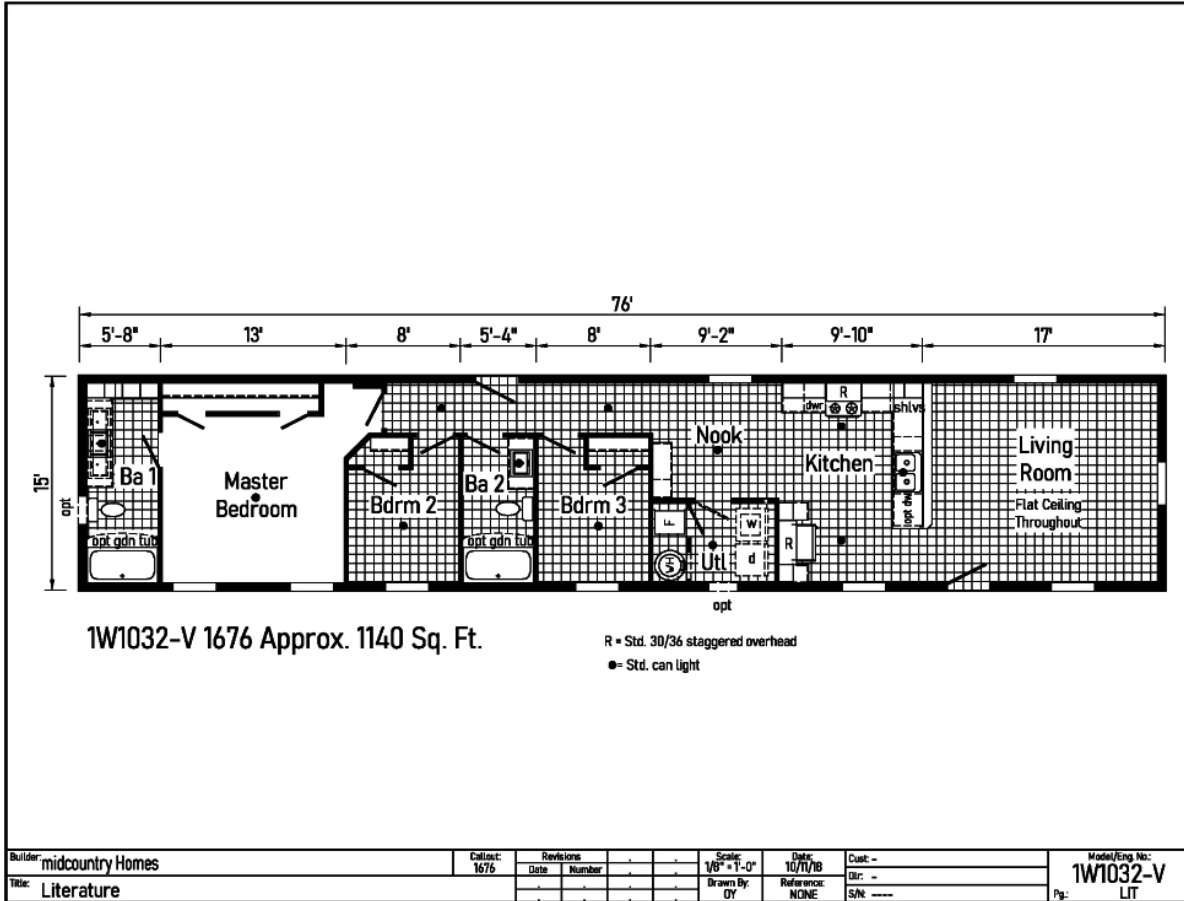 76'
5'-8" 13' 8' 5'-4" 8' 9'-2" 9'-10" 17'
15'
opt
Ba 1
opt gdn tub
Master
Bedroom
Bdrm 2
Ba 2
opt gdn tub
Bdrm 3
Nook
F
WH
Utl
w
d
opt
R
dwr
R
shlvs
Kitchen
opt dw
Living
Room
Flat Ceiling
Throughout
1W1032-V 1676 Approx. 1140 Sq. Ft.
R = Std. 30/36 staggered overhead
●= Std. can light
Builder: midcountry Homes
Title: Literature
Callout:
1676
Revisions
Date Number
Scale:
1/8" = 1'-0"
Drawn By:
OY
Date:
10/11/18
Reference:
NONE
Cust: -
Dlr: -
S/N: ----
Model/Eng. No.:
1W1032-V
Pg.: LIT